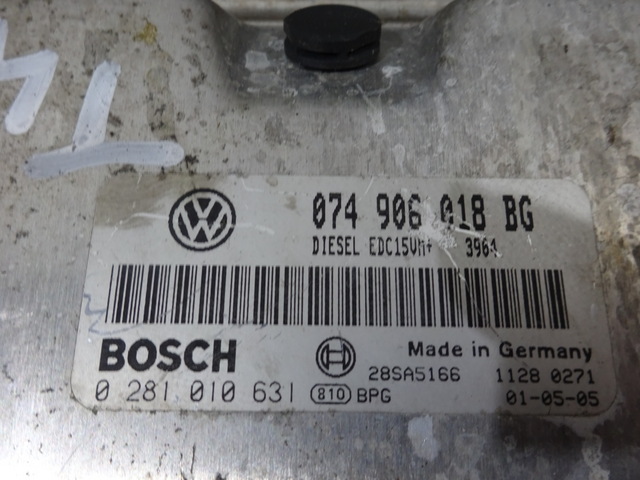 074 906 018 BG
DIESEL EDC15VM+ 3964
BOSCH
Made in Germany
28SA5166 1128 0271
0 281 010 631 810 BPG 01-05-05